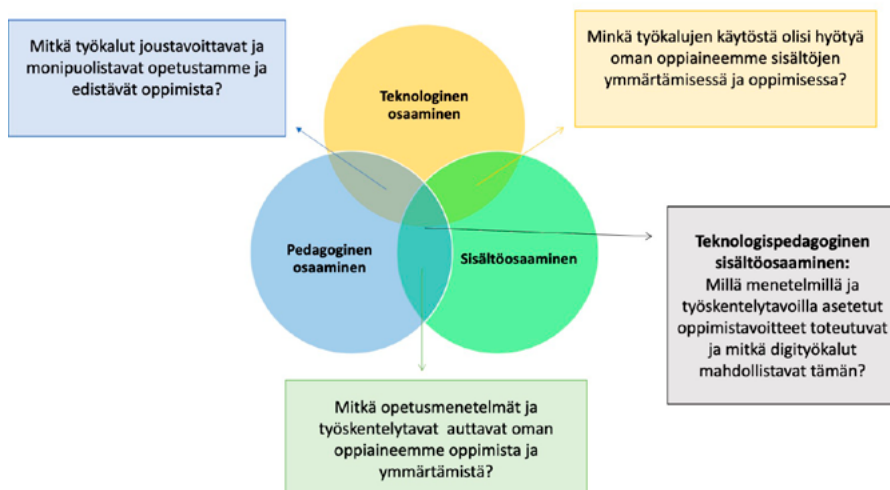 Mitkä työkalut joustavoittavat ja
monipuolistavat opetustamme ja
edistävät oppimista?
Minkä työkalujen käytöstä olisi hyötyä
oman oppiaineemme sisältöjen
ymmärtämisessä ja oppimisessa?
Teknologinen
osaaminen
Pedagoginen
osaaminen
Sisältöosaaminen
Teknologispedagoginen
sisältöosaaminen:
Millä menetelmillä ja
työskentelytavoilla asetetut
oppimistavoitteet toteutuvat
ja mitkä digityökalut
mahdollistavat tämän?
Mitkä opetusmenetelmät ja
työskentelytavat auttavat oman
oppiaineemme oppimista ja
ymmärtämistä?